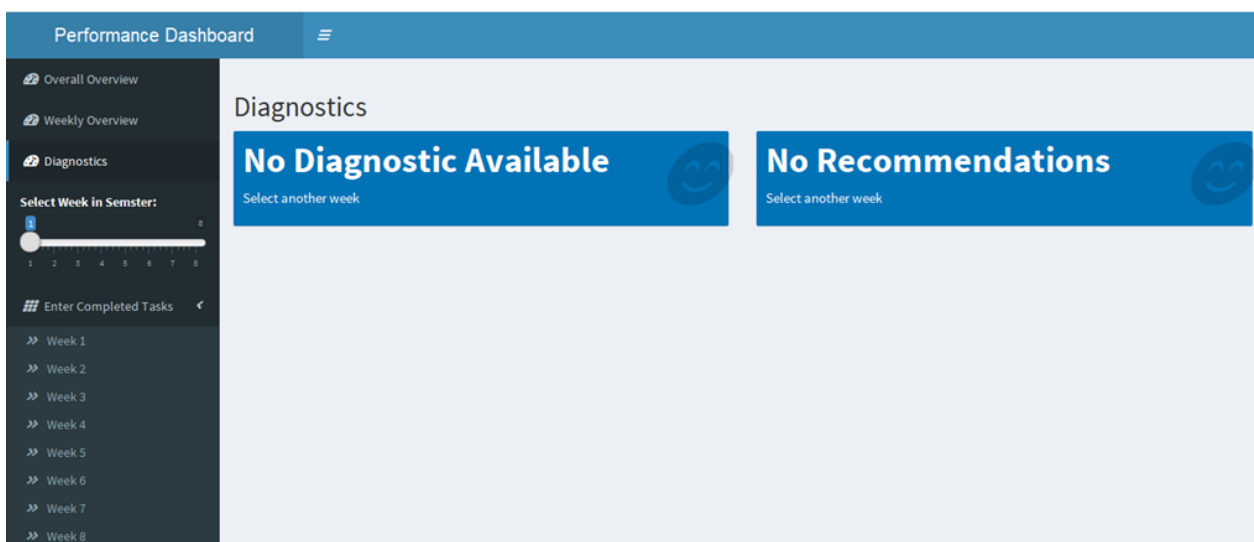 Performance Dashboard
Overall Overview
Weekly Overview
Diagnostics
Select Week in Semster:
1 8
1 2 3 4 5 6 7 8
Enter Completed Tasks
Week 1
Week 2
Week 3
Week 4
Week 5
Week 6
Week 7
Week 8
Diagnostics
No Diagnostic Available
Select another week
No Recommendations
Select another week